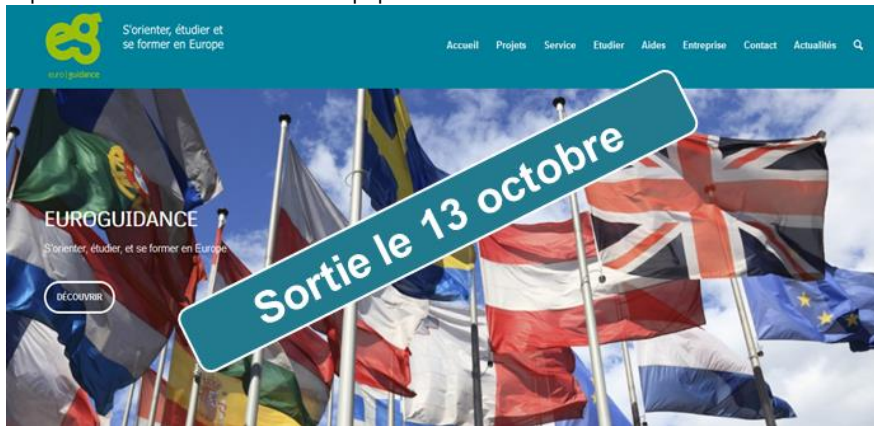 S'orienter, étudier et
se former en Europe
eg
euro|guidance
Accueil Projets Service Etudier Aides Entreprise Contact Actualités
Sortie le 13 octobre
EUROGUIDANCE
S'orienter, étudier, et se former en Europe
DÉCOUVRIR